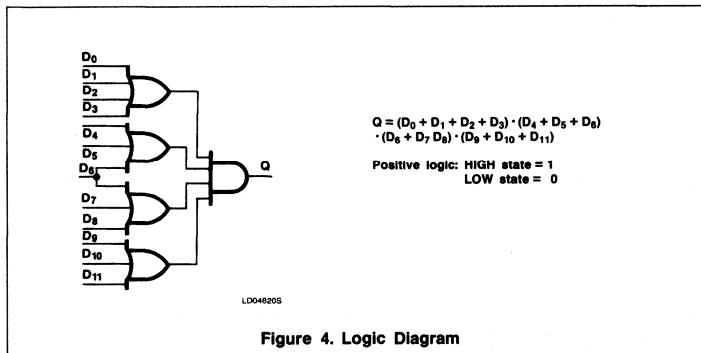 D0
D1
D2
D3
D4
D5
D6
D7
D8
D9
D10
D11
Q
Q = (D0 + D1 + D2 + D3) · (D4 + D5 + D6)
· (D6 + D7 D8) · (D9 + D10 + D11)
Positive logic: HIGH state = 1
LOW state = 0
LD04620S
Figure 4. Logic Diagram